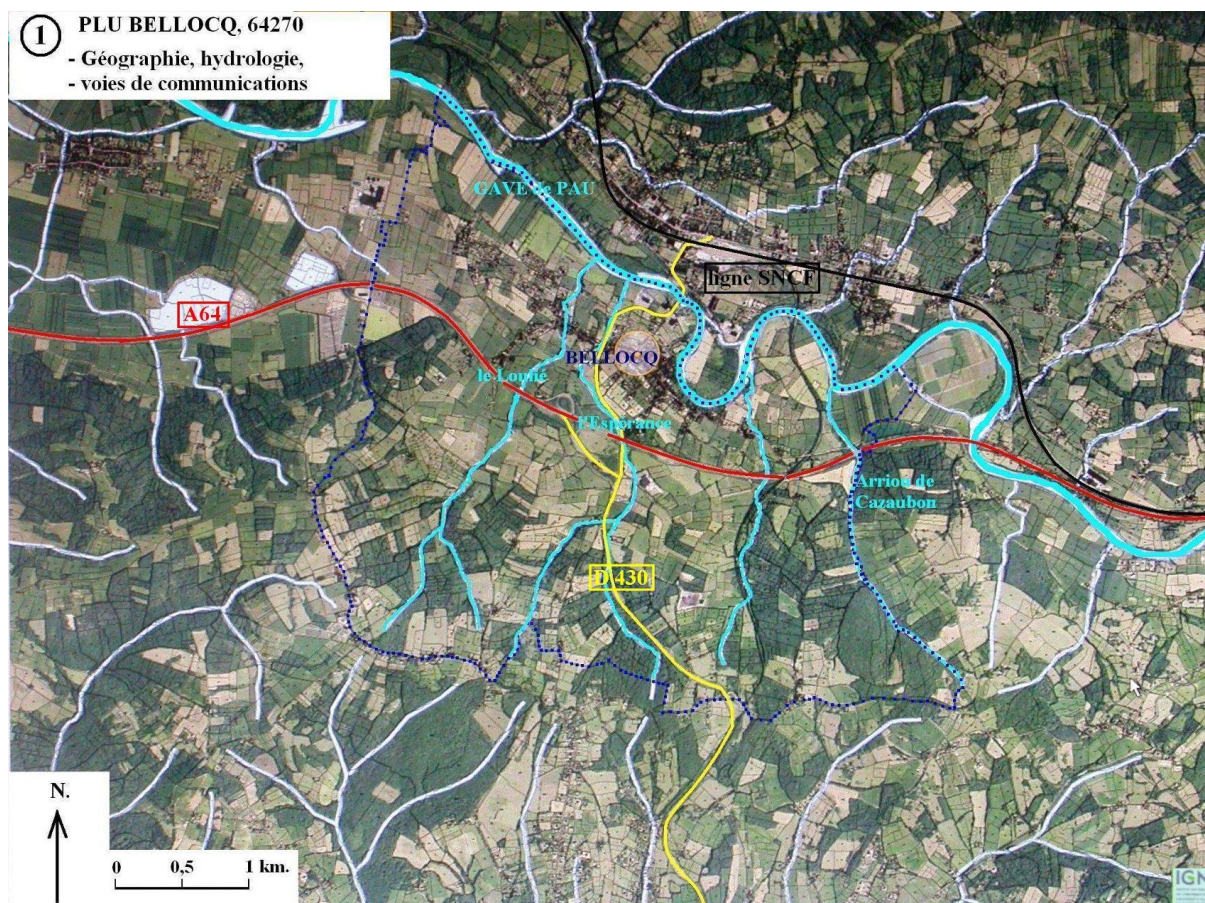 1
PLU BELLOCQ, 64270
- Géographie, hydrologie,
- voies de communications
GAVE de PAU
ligne SNCF
A64
BELLOCQ
le Loufié
l'Espérance
Arriou de
Cazaubon
D 430
N.
0 0,5 1 km.
IGN